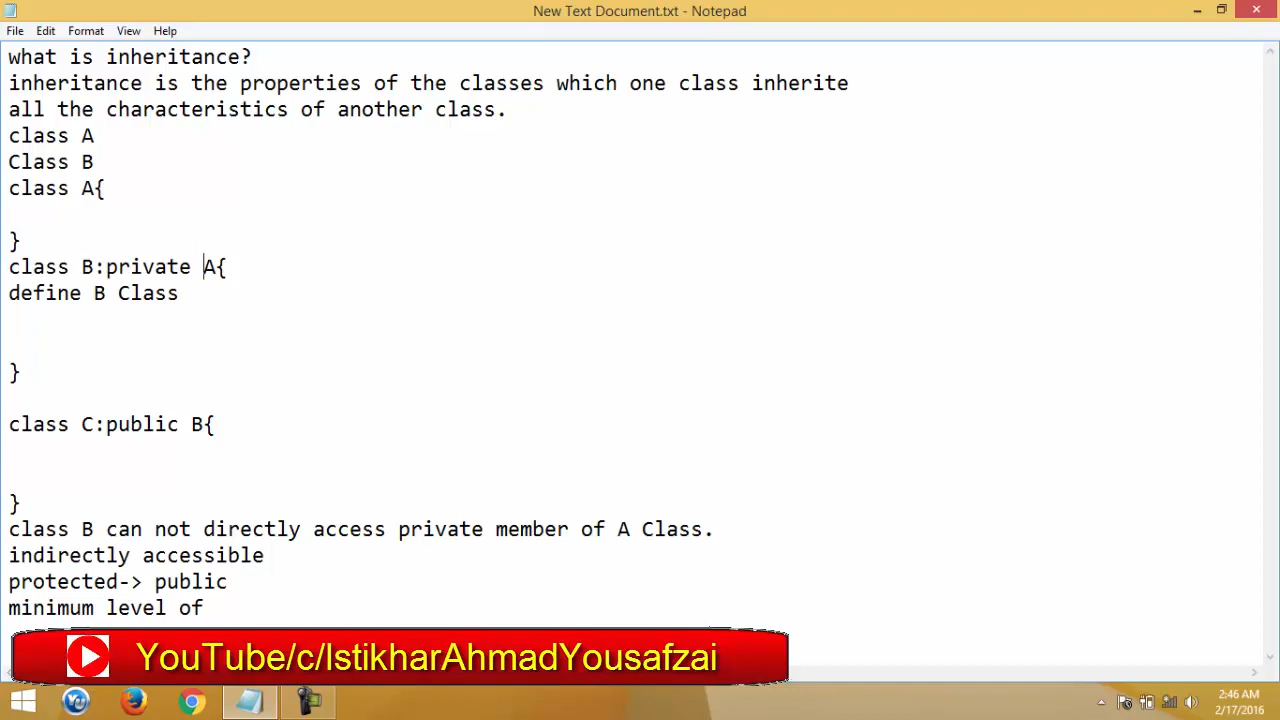 New Text Document.txt - Notepad
File Edit Format View Help
what is inheritance?
inheritance is the properties of the classes which one class inherite
all the characteristics of another class.
class A
Class B
class A{
}
class B:private A{
define B Class
}
class C:public B{
}
class B can not directly access private member of A Class.
indirectly accessible
protected-> public
minimum level of
YouTube/c/IstikharAhmadYousafzai
2:46 AM
2/17/2016